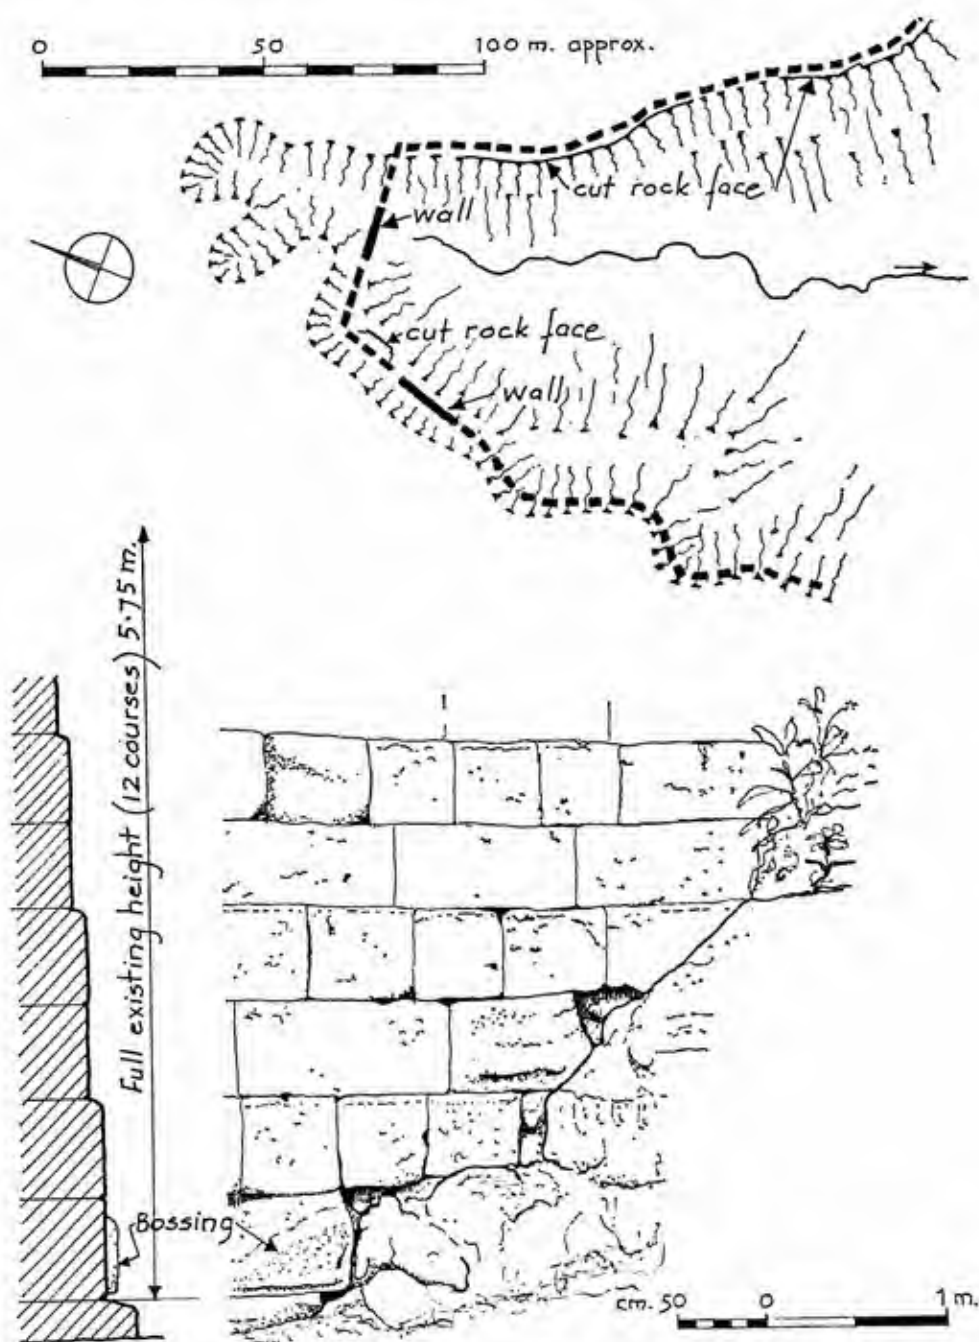 0 50 100 m. approx.
cut rock face
wall
cut rock face
wall
Full existing height (12 courses) 5.75 m.
Bossing
cm. 50 0 1 m.